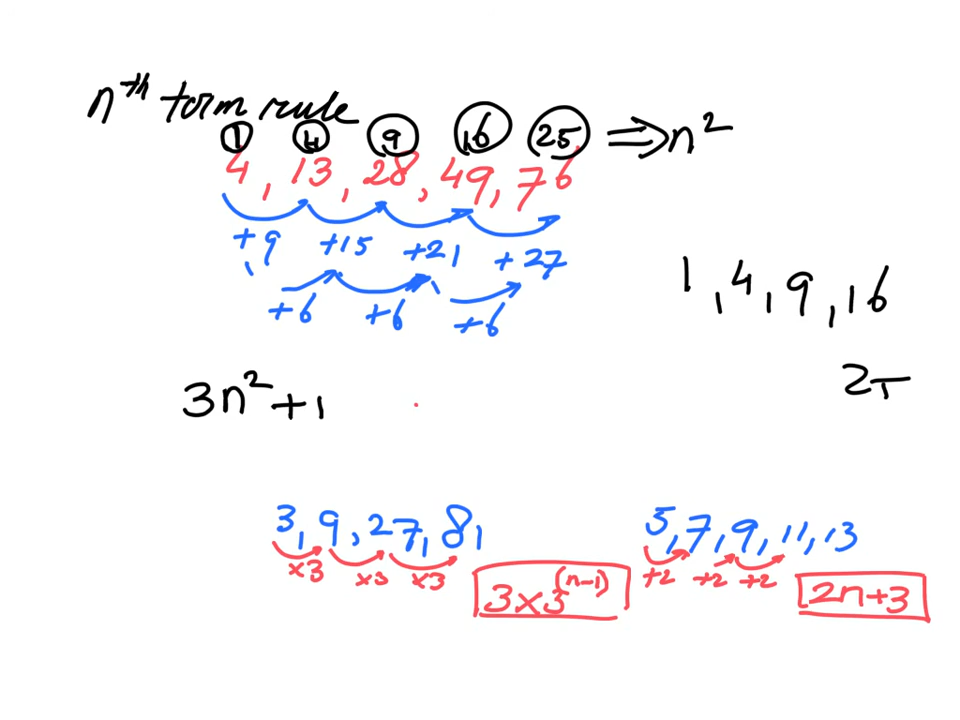 nth term rule
1 4 9 16 25 ⇒ n²
4, 13, 28, 49, 76
+9 +15 +21 +27
+6 +6 +6
1, 4, 9, 16
25
3n²+1
3, 9, 27, 81,
×3 ×3 ×3
3×3⁽ⁿ⁻¹⁾
5, 7, 9, 11, 13
+2 +2 +2
2n+3